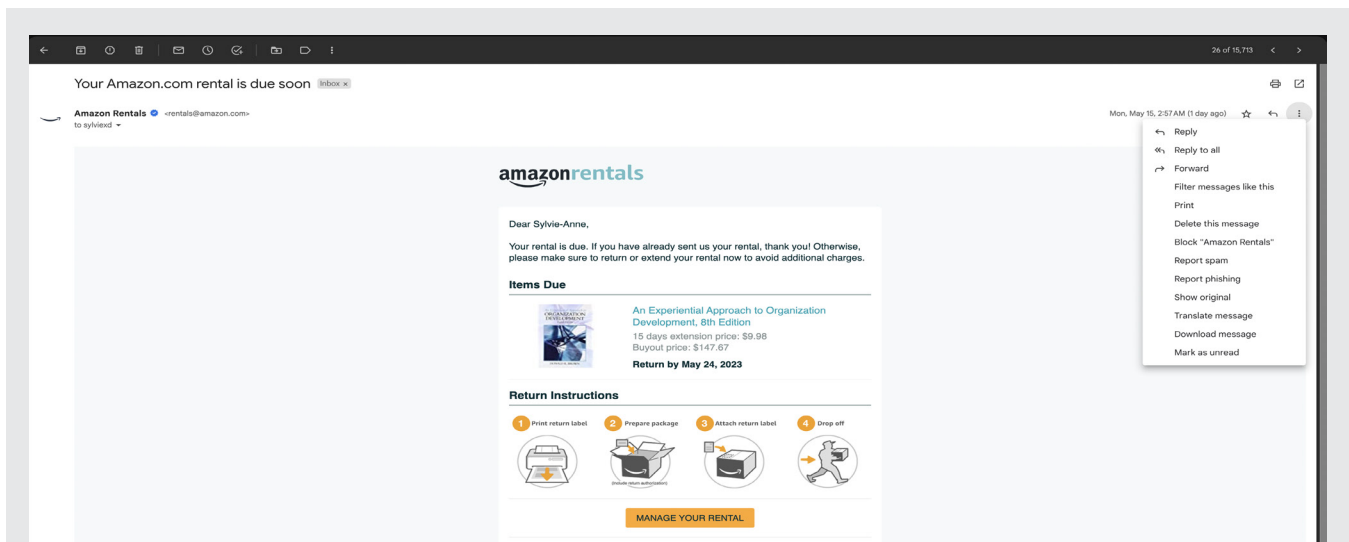 26 of 15,713
Your Amazon.com rental is due soon Inbox x
Amazon Rentals <rentals@amazon.com>
Mon, May 15, 2:57 AM (1 day ago)
to sylviexd
Reply
Reply to all
Forward
Filter messages like this
Print
Delete this message
Block "Amazon Rentals"
Report spam
Report phishing
Show original
Translate message
Download message
Mark as unread
amazonrentals
Dear Sylvie-Anne,
Your rental is due. If you have already sent us your rental, thank you! Otherwise,
please make sure to return or extend your rental now to avoid additional charges.
Items Due
ORGANIZATION
DEVELOPMENT
An Experiential Approach to Organization
Development, 8th Edition
15 days extension price: $9.98
Buyout price: $147.67
Return by May 24, 2023
Return Instructions
1 Print return label
2 Prepare package
3 Attach return label
4 Drop off
(Include return authorization)
MANAGE YOUR RENTAL